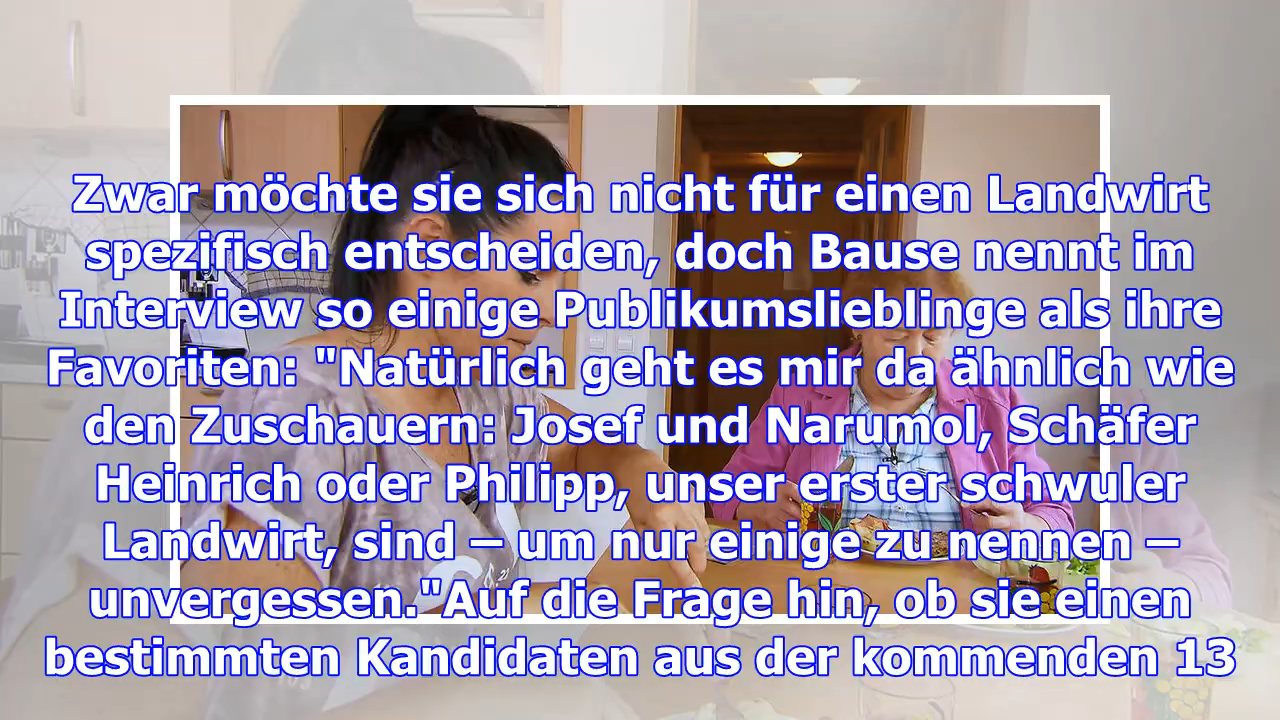 Zwar möchte sie sich nicht für einen Landwirt
spezifisch entscheiden, doch Bause nennt im
Interview so einige Publikumslieblinge als ihre
Favoriten: "Natürlich geht es mir da ähnlich wie
den Zuschauern: Josef und Narumol, Schäfer
Heinrich oder Philipp, unser erster schwuler
Landwirt, sind – um nur einige zu nennen –
unvergessen."Auf die Frage hin, ob sie einen
bestimmten Kandidaten aus der kommenden 13